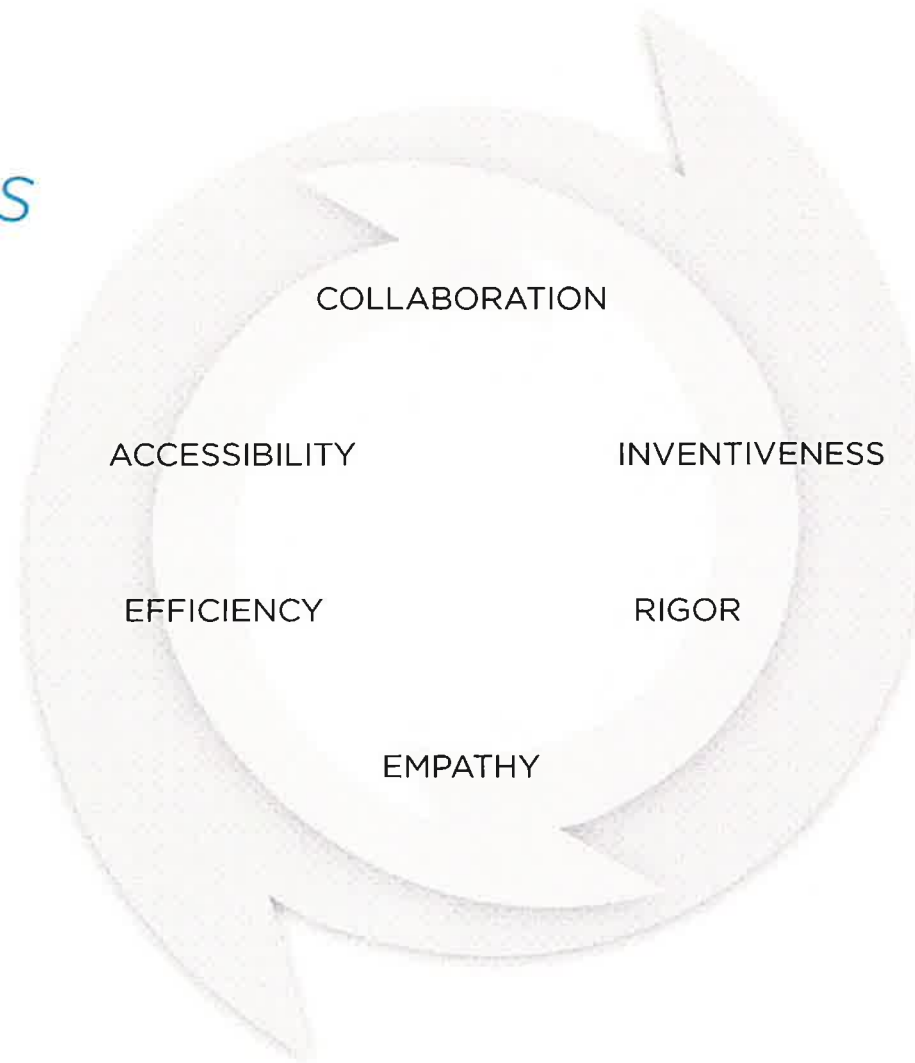 S
COLLABORATION
ACCESSIBILITY INVENTIVENESS
EFFICIENCY RIGOR
EMPATHY